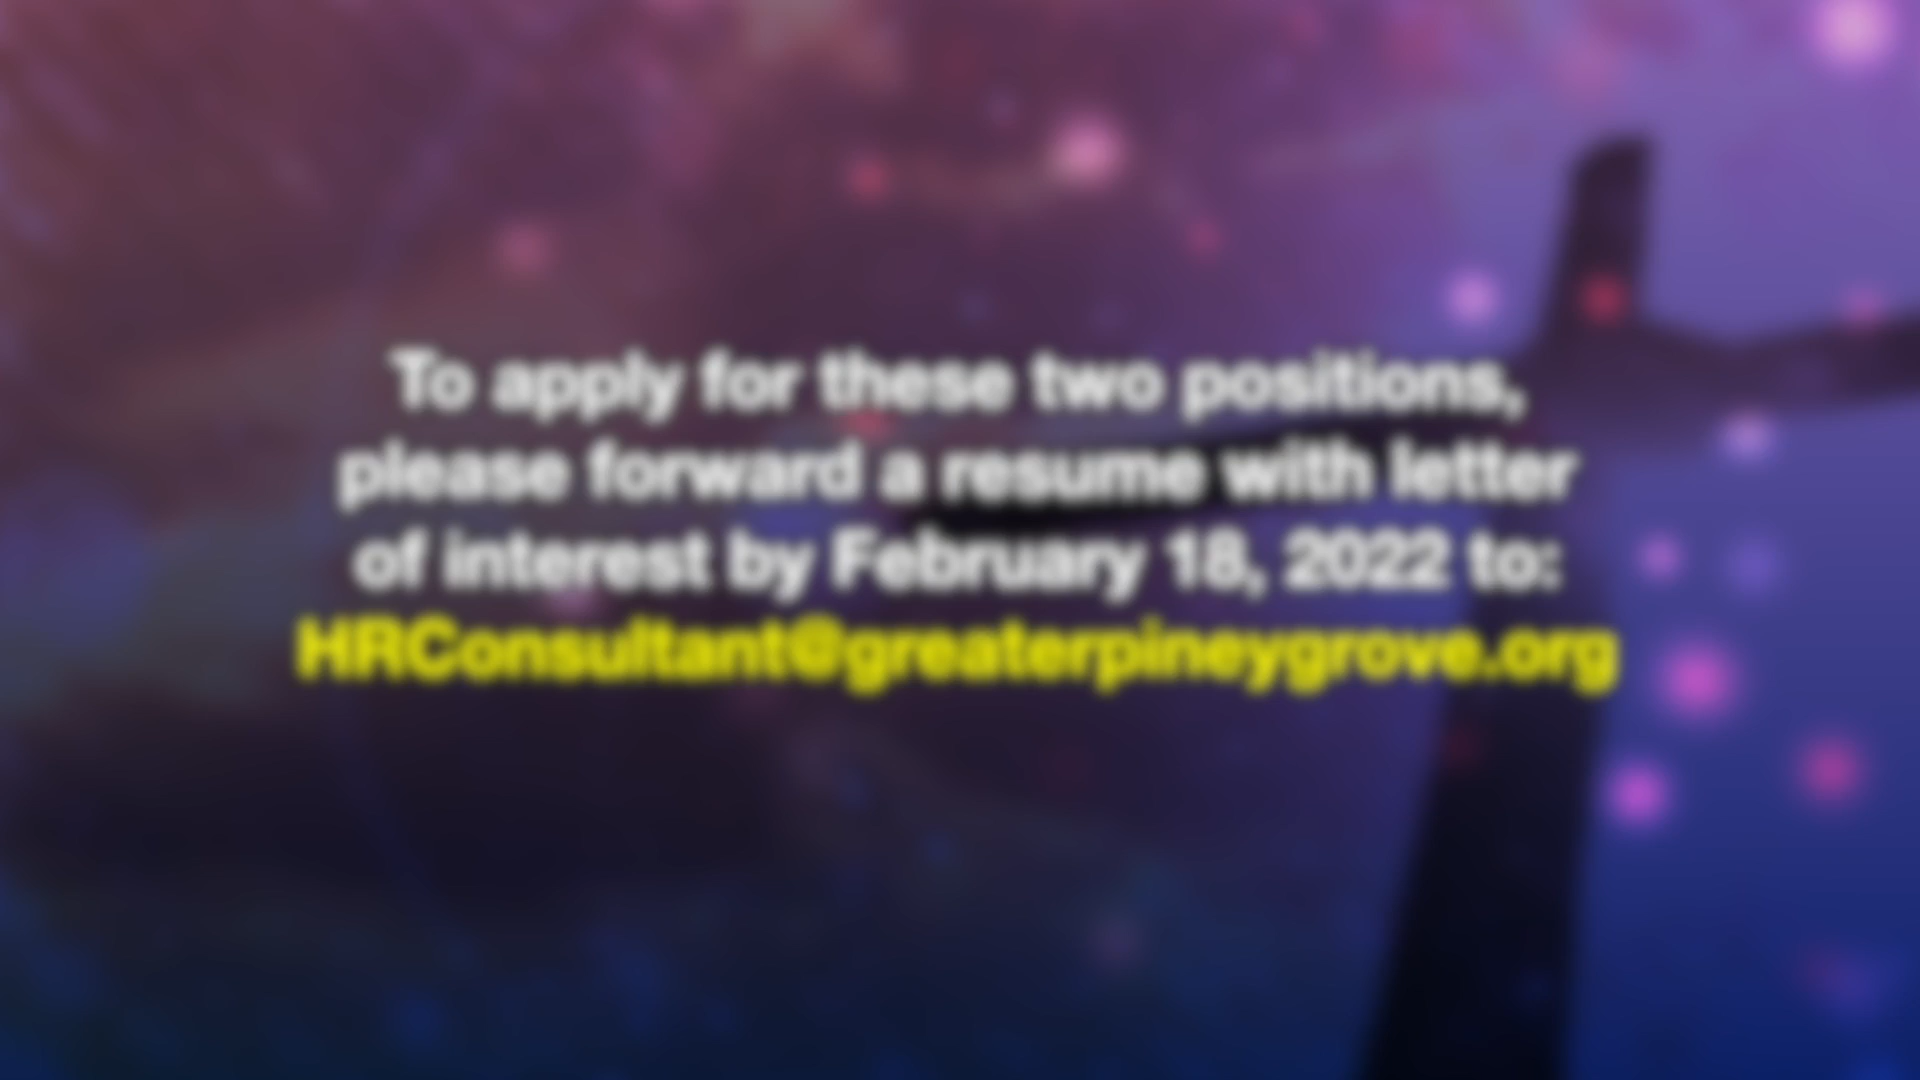 To apply for these two positions,
please forward a resume with letter
of interest by February 18, 2022 to:
HRConsultant@greaterpineygrove.org